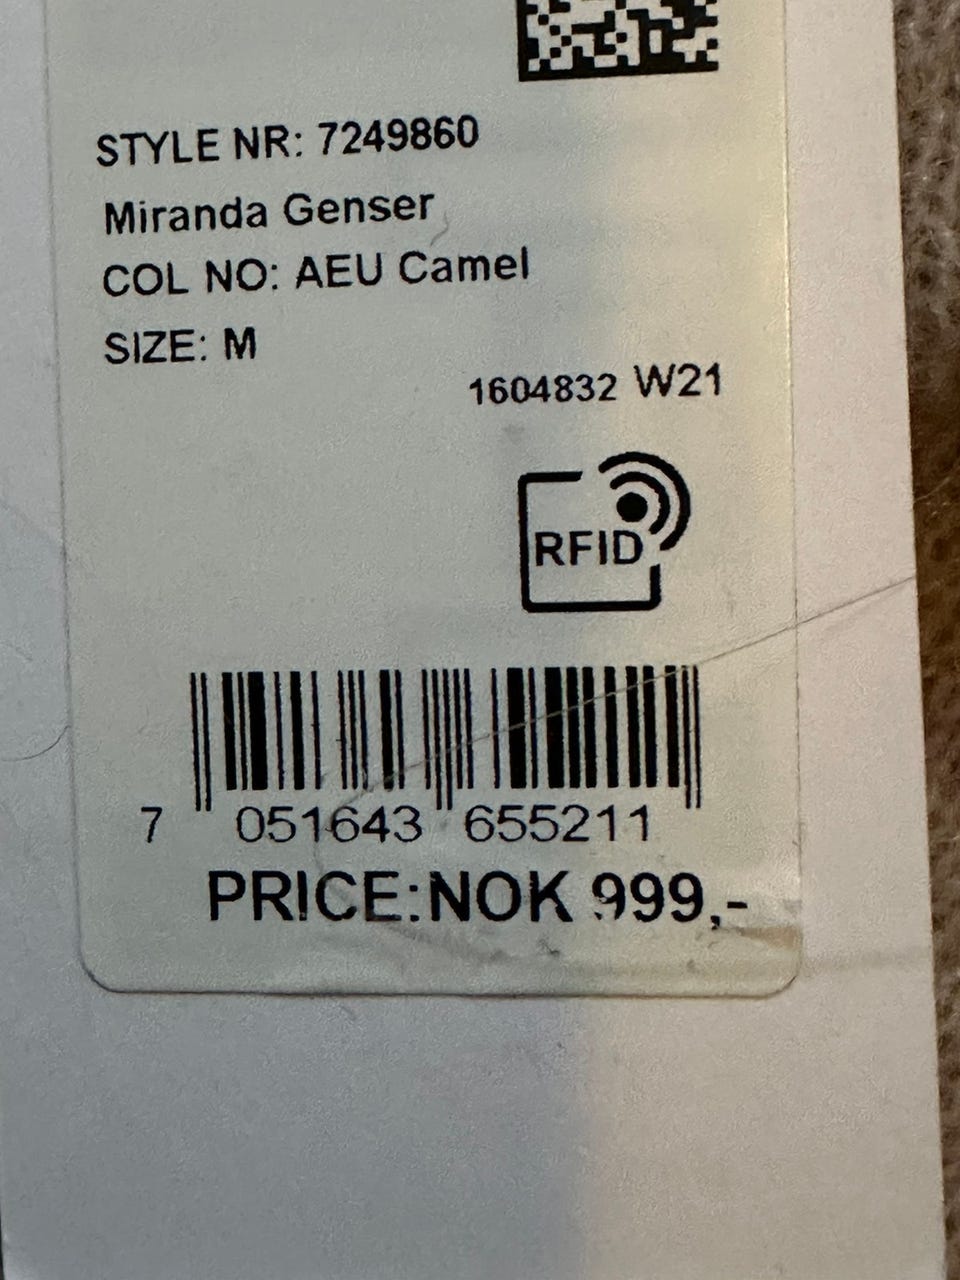 STYLE NR: 7249860
Miranda Genser
COL NO: AEU Camel
SIZE: M
1604832 W21
RFID
7 051643 655211
PRICE:NOK 999,-